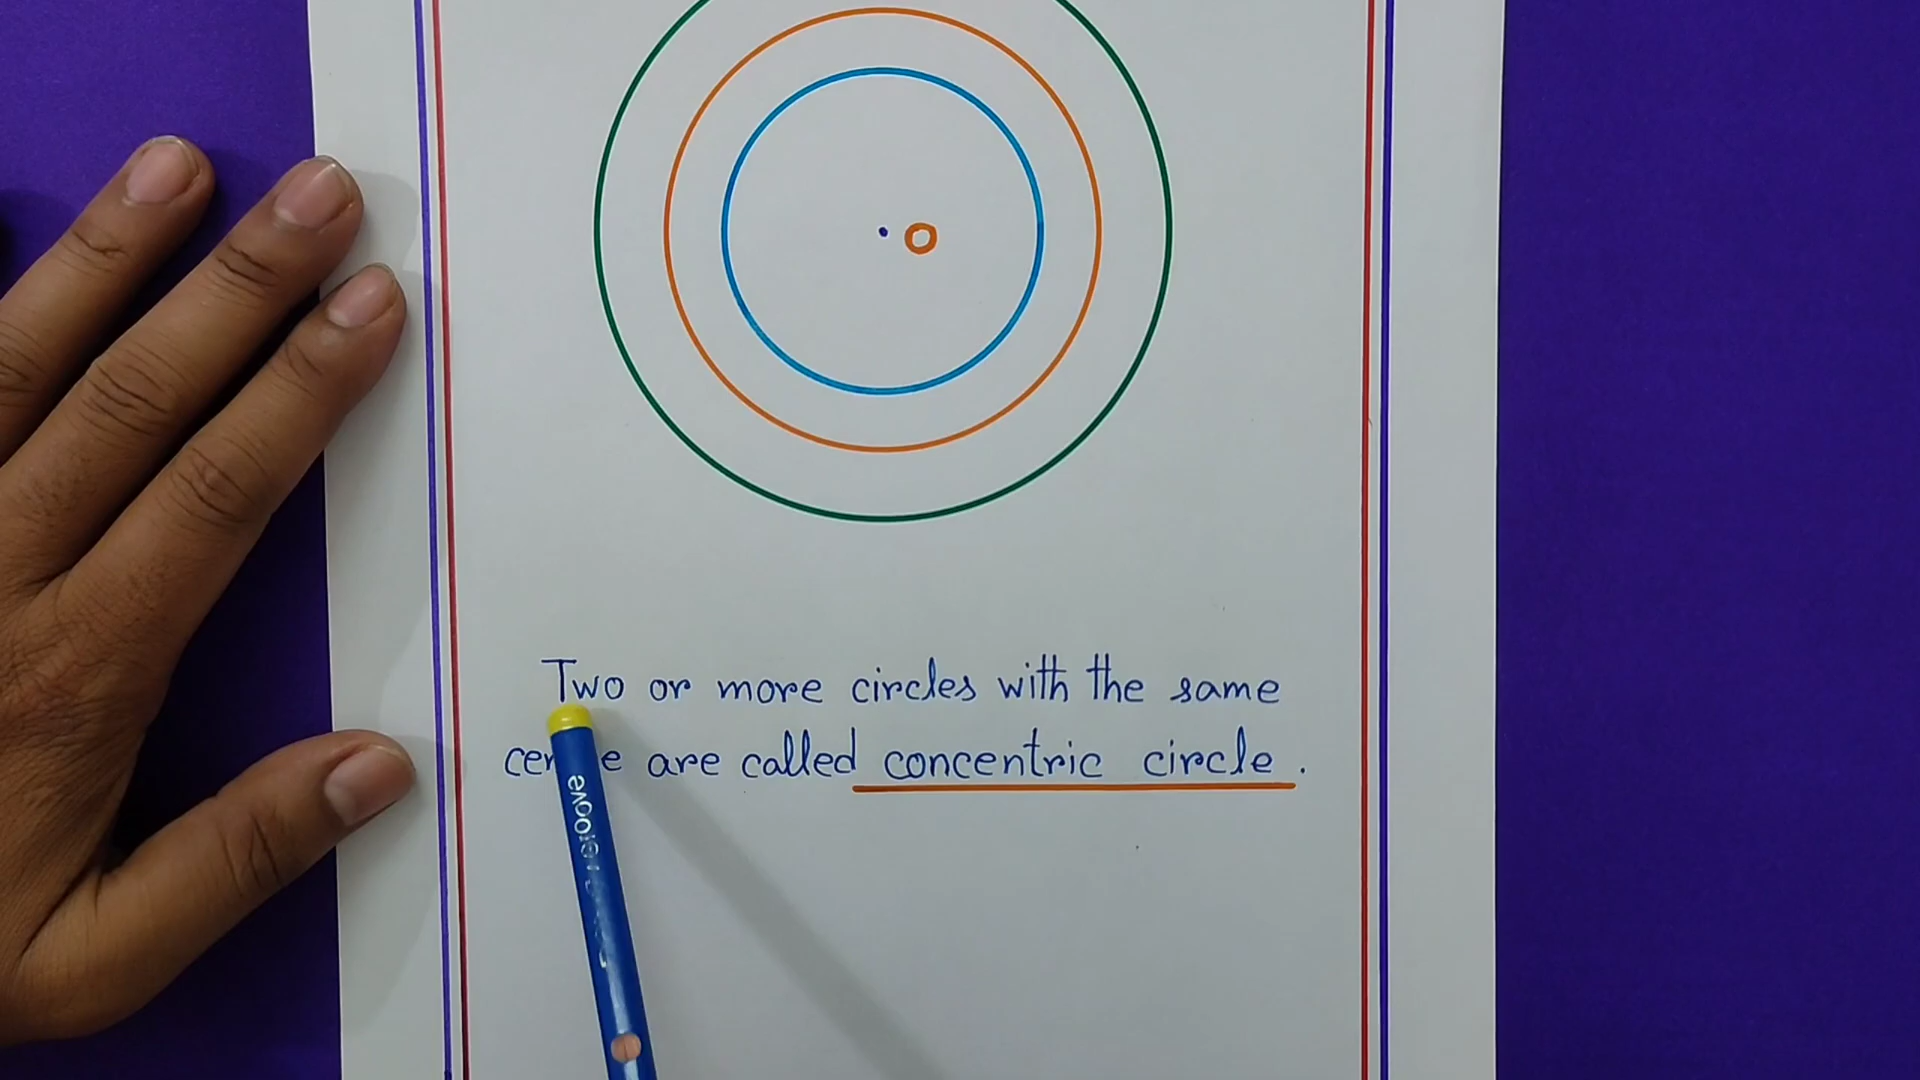 O
Two or more circles with the same
are called concentric circle.